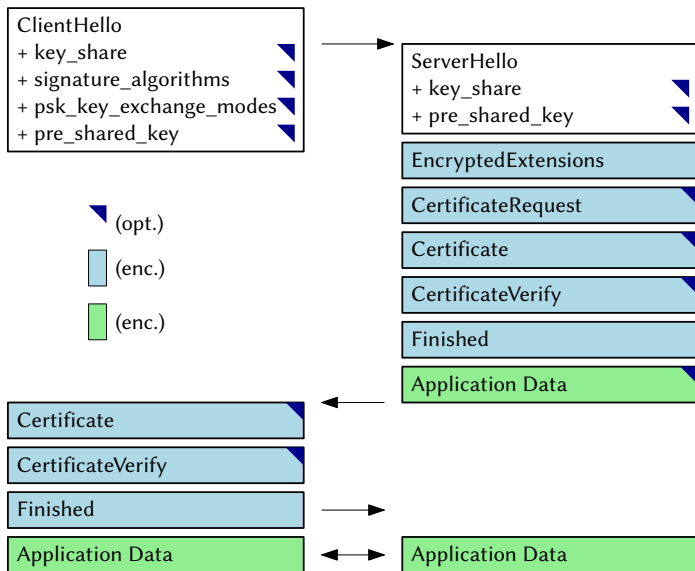 ClientHello
+ key_share
+ signature_algorithms
+ psk_key_exchange_modes
+ pre_shared_key
ServerHello
+ key_share
+ pre_shared_key
EncryptedExtensions
CertificateRequest
Certificate
CertificateVerify
Finished
Application Data
(opt.)
(enc.)
(enc.)
Certificate
CertificateVerify
Finished
Application Data
Application Data